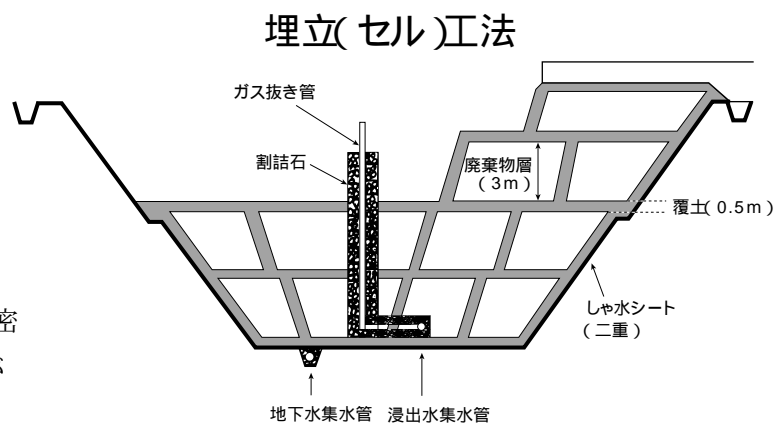 埋立(セル)工法
ガス抜き管
割詰石
廃棄物層
(3m)
覆土(0.5m)
しゃ水シート
(二重)
密
地下水集水管
浸出水集水管